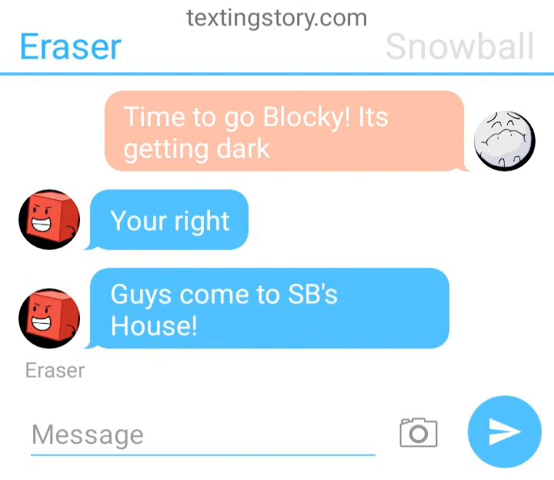 textingstory.com
Eraser
Snowball
Time to go Blocky! Its
getting dark
Your right
Guys come to SB's
House!
Eraser
Message